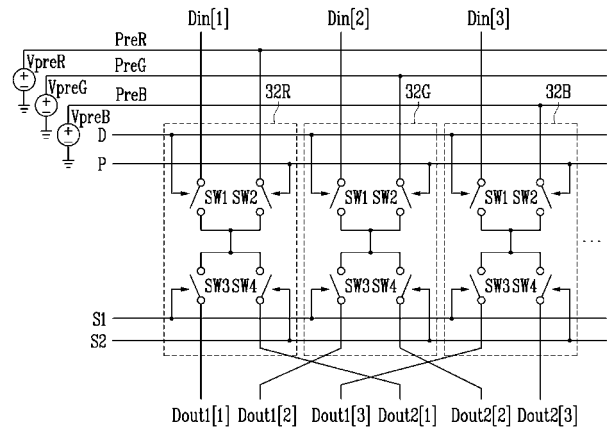 Din[1] Din[2] Din[3]
PreR
VpreR
PreG
VpreG
PreB
VpreB
32R 32G 32B
D
P
SW1 SW2 SW1 SW2 SW1 SW2
...
SW3 SW4 SW3 SW4 SW3 SW4
S1
S2
Dout1[1] Dout1[2] Dout1[3] Dout2[1] Dout2[2] Dout2[3]